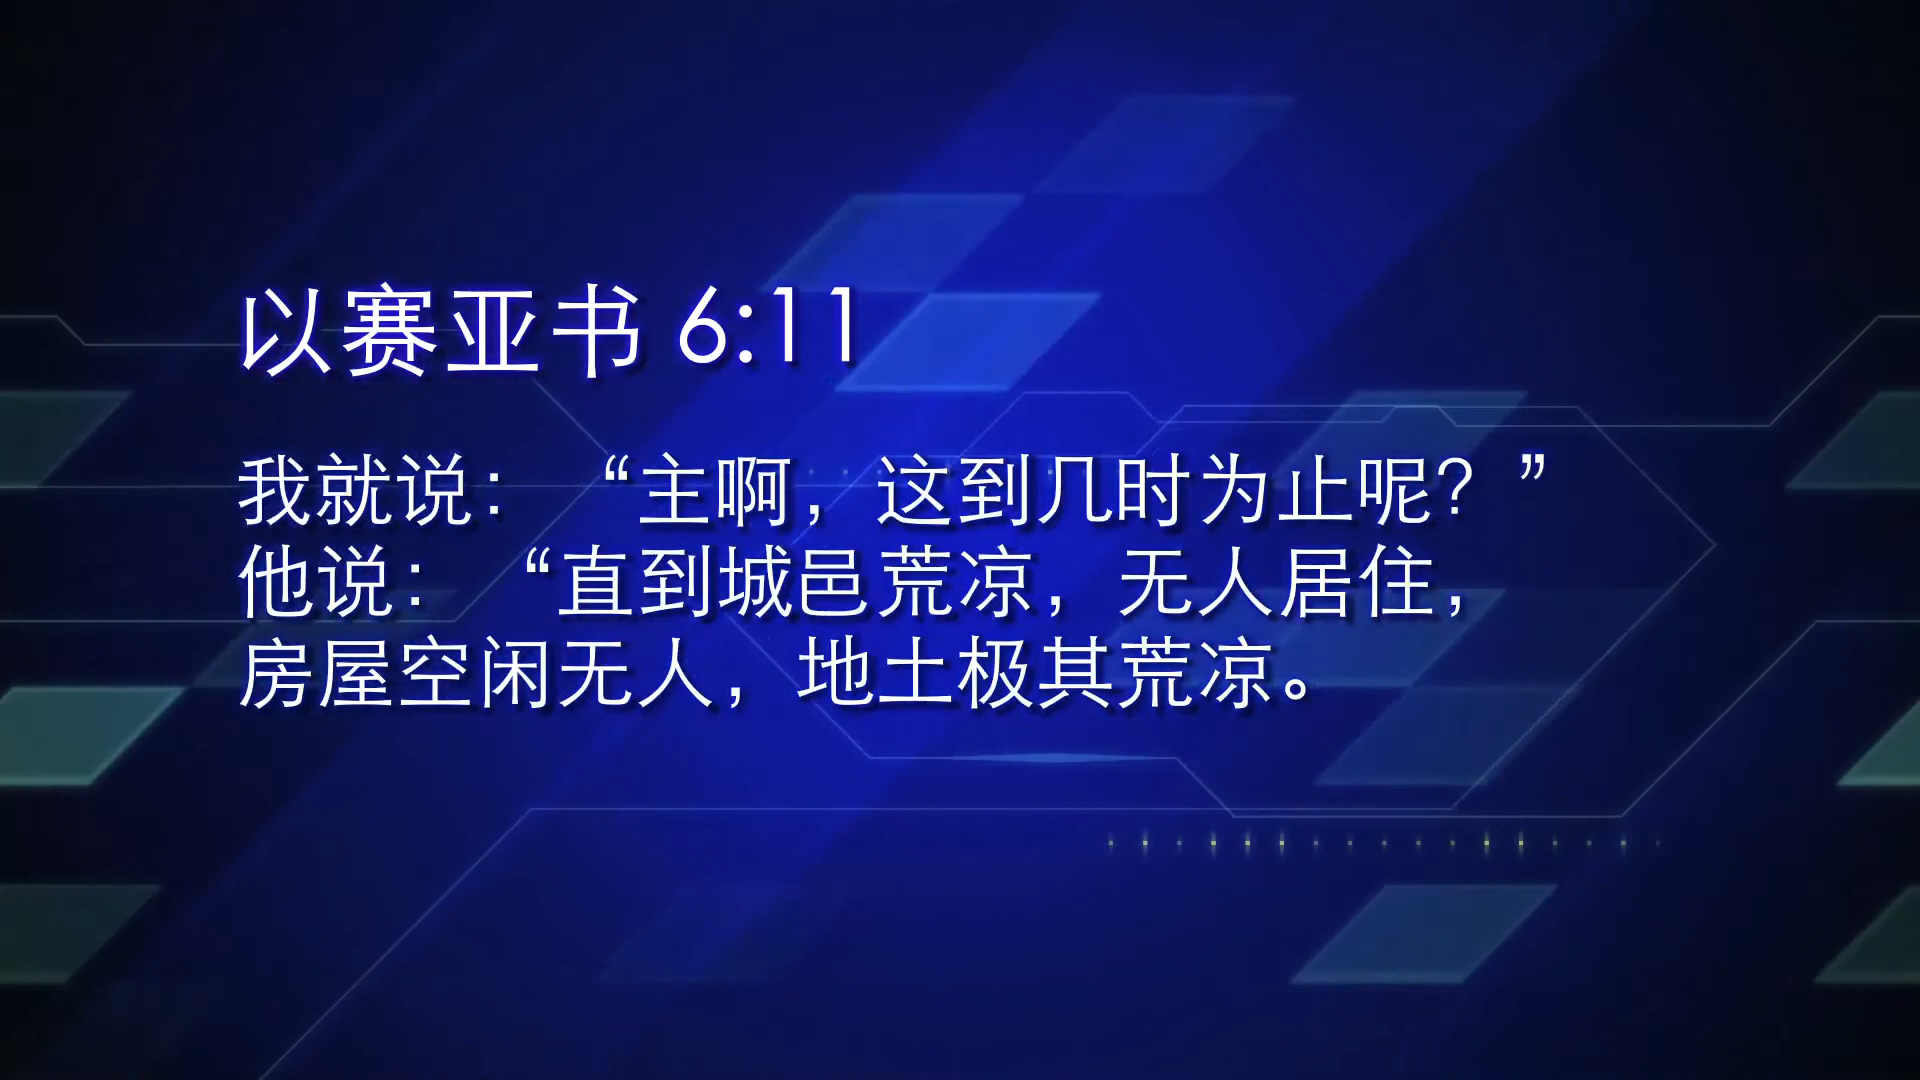 以赛亚书 6:11
我就说：“主啊，这到几时为止呢？”
他说：“直到城邑荒凉，无人居住，
房屋空闲无人，地土极其荒凉。